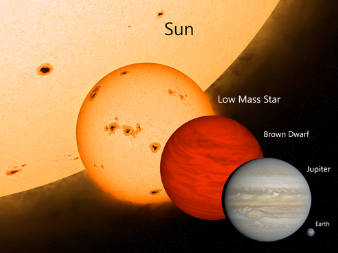 Sun
Low Mass Star
Brown Dwarf
Jupiter
Earth